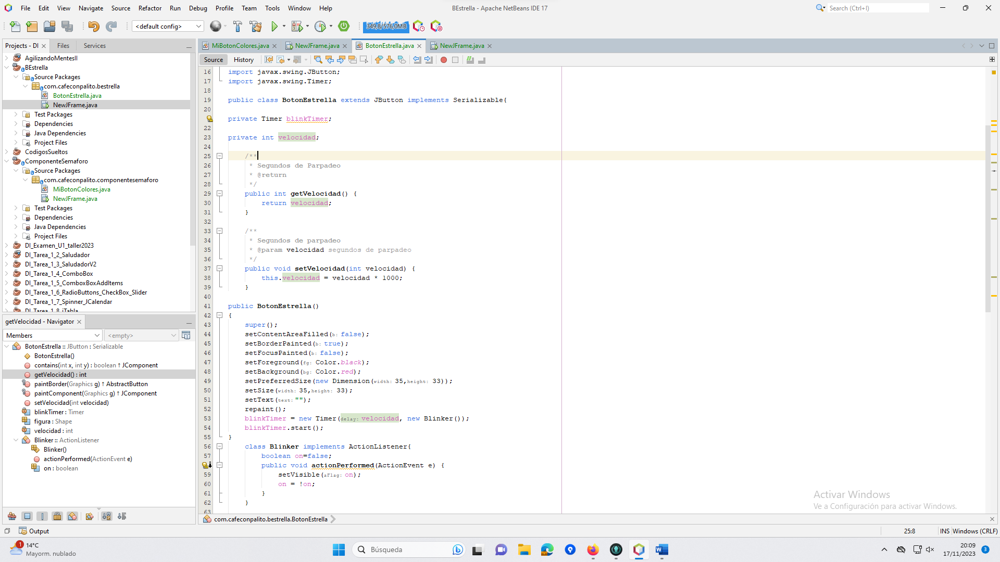 File Edit View Navigate Source Refactor Run Debug Profile Team Tools Window Help
BEstrella - Apache NetBeans IDE 17
Search (Ctrl+I)
<default config>
349,8/576,0MB
Projects - DI
Files
Services
AgilizandoMentesII
BEstrella
Source Packages
com.cafeconpalito.bestrella
BotonEstrella.java
NewJFrame.java
Test Packages
Dependencies
Java Dependencies
Project Files
CodigosSueltos
ComponenteSemaforo
Source Packages
com.cafeconpalito.componentesemaforo
MiBotonColores.java
NewJFrame.java
Test Packages
Dependencies
Java Dependencies
Project Files
DI_Examen_U1_taller2023
DI_Tarea_1_2_Saludador
DI_Tarea_1_3_SaludadorV2
DI_Tarea_1_4_ComboBox
DI_Tarea_1_5_ComboxBoxAddItems
DI_Tarea_1_6_RadioButtons_CheckBox_Slider
DI_Tarea_1_7_Spinner_JCalendar
DI_Tarea_1_8_jTabla
getVelocidad - Navigator
Members
<empty>
BotonEstrella :: JButton : Serializable
BotonEstrella()
contains(int x, int y) : boolean ↑ JComponent
getVelocidad() : int
paintBorder(Graphics g) ↑ AbstractButton
paintComponent(Graphics g) ↑ JComponent
setVelocidad(int velocidad)
blinkTimer : Timer
figura : Shape
velocidad : int
Blinker :: ActionListener
Blinker()
actionPerformed(ActionEvent e)
on : boolean
MiBotonColores.java
NewJFrame.java
BotonEstrella.java
NewJFrame.java
Source
History
16 import javax.swing.JButton;
17 import javax.swing.Timer;
18
19 public class BotonEstrella extends JButton implements Serializable{
20
private Timer blinkTimer;
22
23 private int velocidad;
24
25 /**
26 * Segundos de Parpadeo
27 * @return
28 */
29 public int getVelocidad() {
30 return velocidad;
31 }
32
33 /**
34 * Segundos de parpadeo
35 * @param velocidad segundos de parpadeo
36 */
37 public void setVelocidad(int velocidad) {
38 this.velocidad = velocidad * 1000;
39 }
40
41 public BotonEstrella()
42 {
43 super();
44 setContentAreaFilled(b: false);
45 setBorderPainted(b: true);
46 setFocusPainted(b: false);
47 setForeground(fg: Color.black);
48 setBackground(bg: Color.red);
49 setPreferredSize(new Dimension(width: 35,height: 33));
50 setSize(width: 35,height: 33);
51 setText(text: "");
52 repaint();
53 blinkTimer = new Timer(delay: velocidad, new Blinker());
54 blinkTimer.start();
55 }
56 class Blinker implements ActionListener{
57 boolean on=false;
public void actionPerformed(ActionEvent e) {
59 setVisible(aFlag: on);
60 on = !on;
61 }
62 }
63
Activar Windows
Ve a Configuración para activar Windows.
com.cafeconpalito.bestrella.BotonEstrella
Output
25:8
INS
Windows (CRLF)
1
14°C
Mayorm. nublado
Búsqueda
20:09
17/11/2023
3